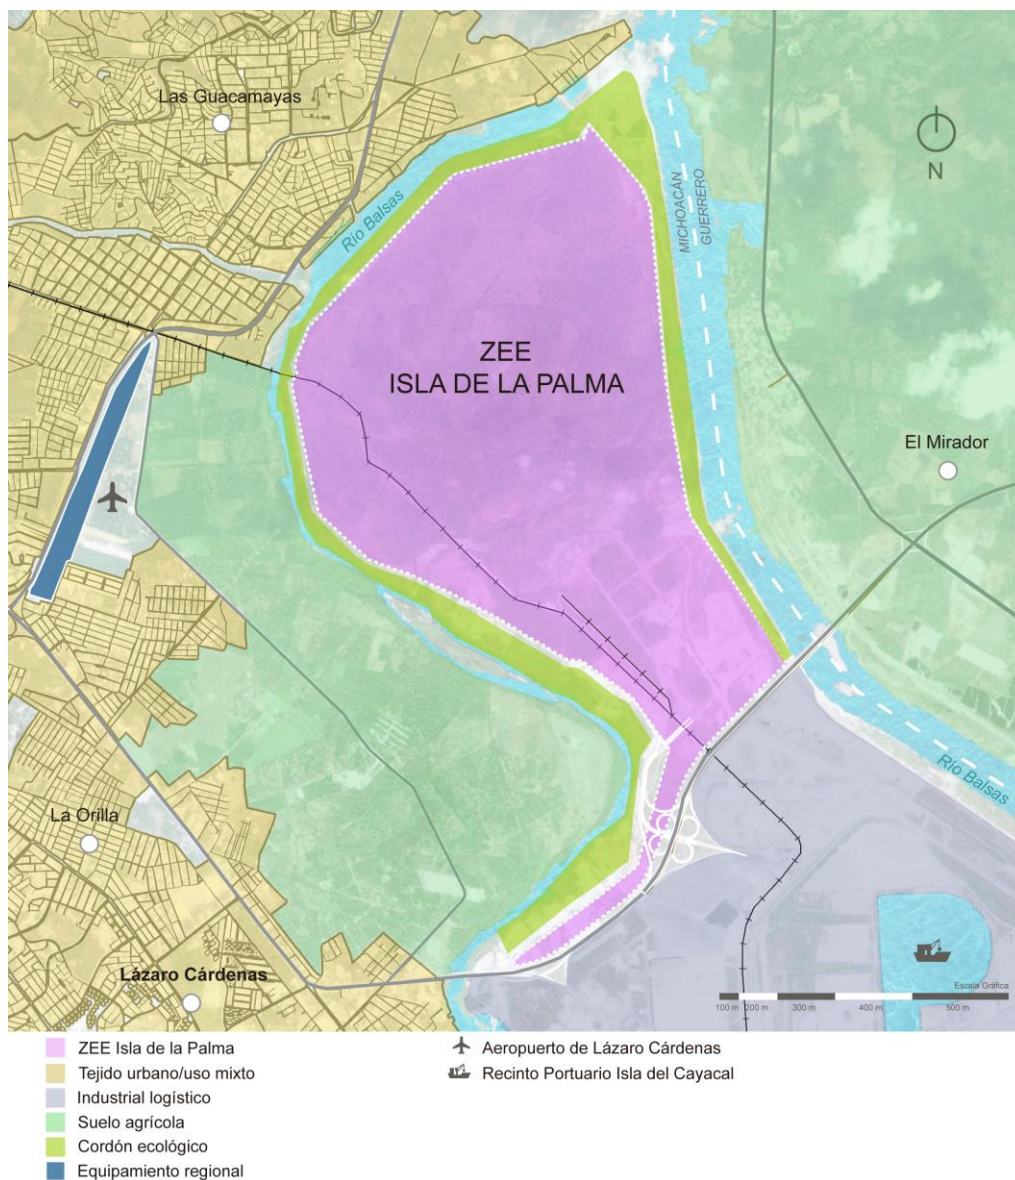 Las Guacamayas
N
Río Balsas
MICHOACÁN
GUERRERO
ZEE
ISLA DE LA PALMA
El Mirador
La Orilla
Río Balsas
Lázaro Cárdenas
Escala Gráfica
100 m 200 m 300 m 400 m 500 m
ZEE Isla de la Palma
Tejido urbano/uso mixto
Industrial logístico
Suelo agrícola
Cordón ecológico
Equipamiento regional
Aeropuerto de Lázaro Cárdenas
Recinto Portuario Isla del Cayacal